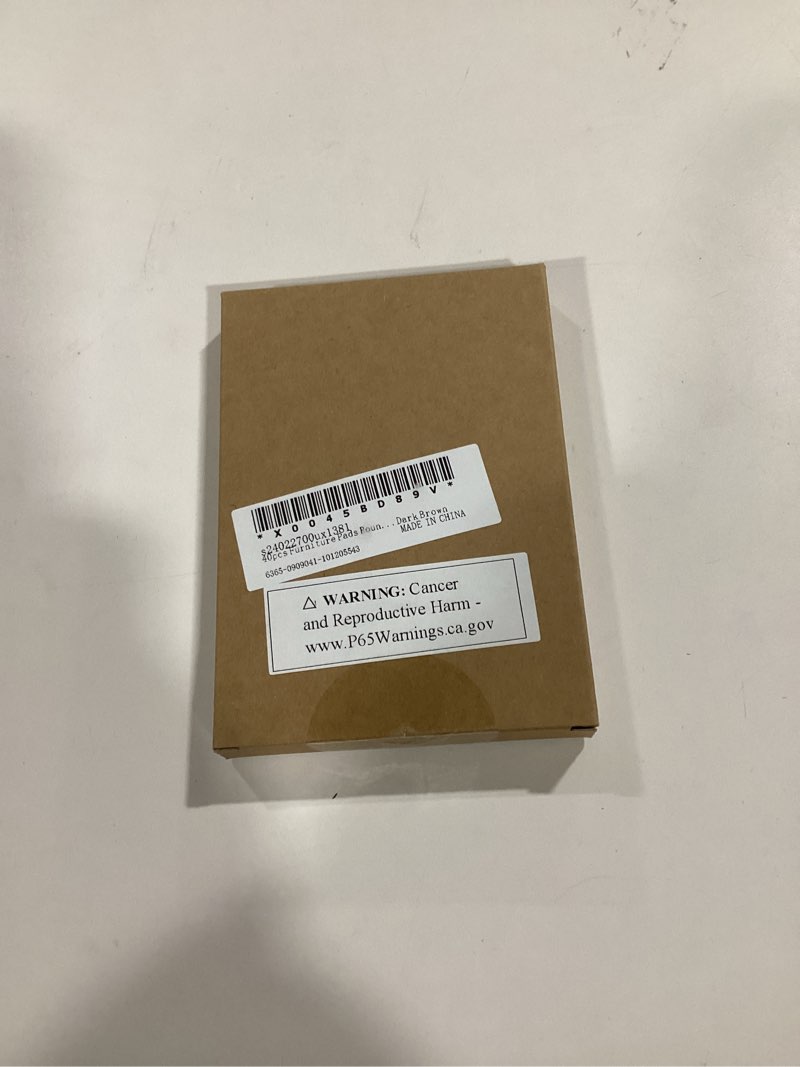 *X0045BD89V*
s24022700ux1381
40pcs Furniture Pads Roun... Dark Brown
MADE IN CHINA
6365-0909041-101205543
⚠ WARNING: Cancer
and Reproductive Harm -
www.P65Warnings.ca.gov